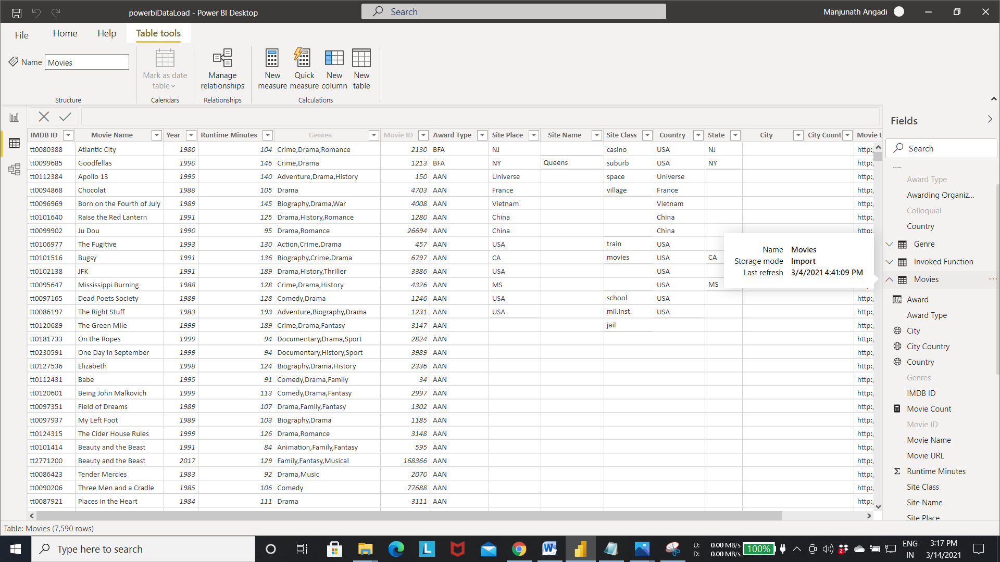 powerbiDataLoad - Power BI Desktop
Search
Manjunath Angadi
File Home Help Table tools
Name Movies
Mark as date table
Manage relationships
New measure
Quick measure
New column
New table
Structure Calendars Relationships Calculations
IMDB ID Movie Name Year Runtime Minutes Genres Movie ID Award Type Site Place Site Name Site Class Country State City City Count Movie U
tt0080388 Atlantic City 1980 104 Crime,Drama,Romance 2130 BFA NJ casino USA NJ http:/
tt0099685 Goodfellas 1990 146 Crime,Drama 1213 BFA NY Queens suburb USA NY http:/
tt0112384 Apollo 13 1995 140 Adventure,Drama,History 150 AAN Universe space Universe http:/
tt0094868 Chocolat 1988 105 Drama 4703 AAN France village France http:/
tt0096969 Born on the Fourth of July 1989 145 Biography,Drama,War 4008 AAN Vietnam Vietnam http:/
tt0101640 Raise the Red Lantern 1991 125 Drama,History,Romance 1280 AAN China China http:/
tt0099902 Ju Dou 1990 95 Drama,Romance 26694 AAN China China http:/
tt0106977 The Fugitive 1993 130 Action,Crime,Drama 457 AAN USA train USA
tt0101516 Bugsy 1991 136 Biography,Crime,Drama 6797 AAN CA movies USA CA
tt0102138 JFK 1991 189 Drama,History,Thriller 3386 AAN USA USA
tt0095647 Mississippi Burning 1988 128 Crime,Drama,History 4326 AAN MS USA MS
tt0097165 Dead Poets Society 1989 128 Comedy,Drama 1246 AAN USA school USA http:/
tt0086197 The Right Stuff 1983 193 Adventure,Biography,Drama 1231 AAN USA mil.inst. USA http:/
tt0120689 The Green Mile 1999 189 Crime,Drama,Fantasy 3147 AAN jail http:/
tt0181733 On the Ropes 1999 94 Documentary,Drama,Sport 2824 AAN http:/
tt0230591 One Day in September 1999 94 Documentary,History,Sport 3989 AAN http:/
tt0127536 Elizabeth 1998 124 Biography,Drama,History 2336 AAN http:/
tt0112431 Babe 1995 91 Comedy,Drama,Family 34 AAN http:/
tt0120601 Being John Malkovich 1999 113 Comedy,Drama,Fantasy 2997 AAN http:/
tt0097351 Field of Dreams 1989 107 Drama,Family,Fantasy 1302 AAN http:/
tt0097937 My Left Foot 1989 103 Biography,Drama 1185 AAN http:/
tt0124315 The Cider House Rules 1999 126 Drama,Romance 3148 AAN http:/
tt0101414 Beauty and the Beast 1991 84 Animation,Family,Fantasy 595 AAN http:/
tt2771200 Beauty and the Beast 2017 129 Family,Fantasy,Musical 168366 AAN http:/
tt0086423 Tender Mercies 1983 92 Drama,Music 2070 AAN http:/
tt0090206 Three Men and a Cradle 1985 106 Comedy 77688 AAN http:/
tt0087921 Places in the Heart 1984 111 Drama 3111 AAN http:/
Name Movies
Storage mode Import
Last refresh 3/4/2021 4:41:09 PM
Fields
Search
Award Type
Awarding Organiz...
Colloquial
Country
Genre
Invoked Function
Movies
Award
Award Type
City
City Country
Country
Genres
IMDB ID
Movie Count
Movie ID
Movie Name
Movie URL
Runtime Minutes
Site Class
Site Name
Site Place
Table: Movies (7,590 rows)
Type here to search
U: 0.00 MB/s
D: 0.00 MB/s
100%
2
ENG
IN
3:17 PM
3/14/2021